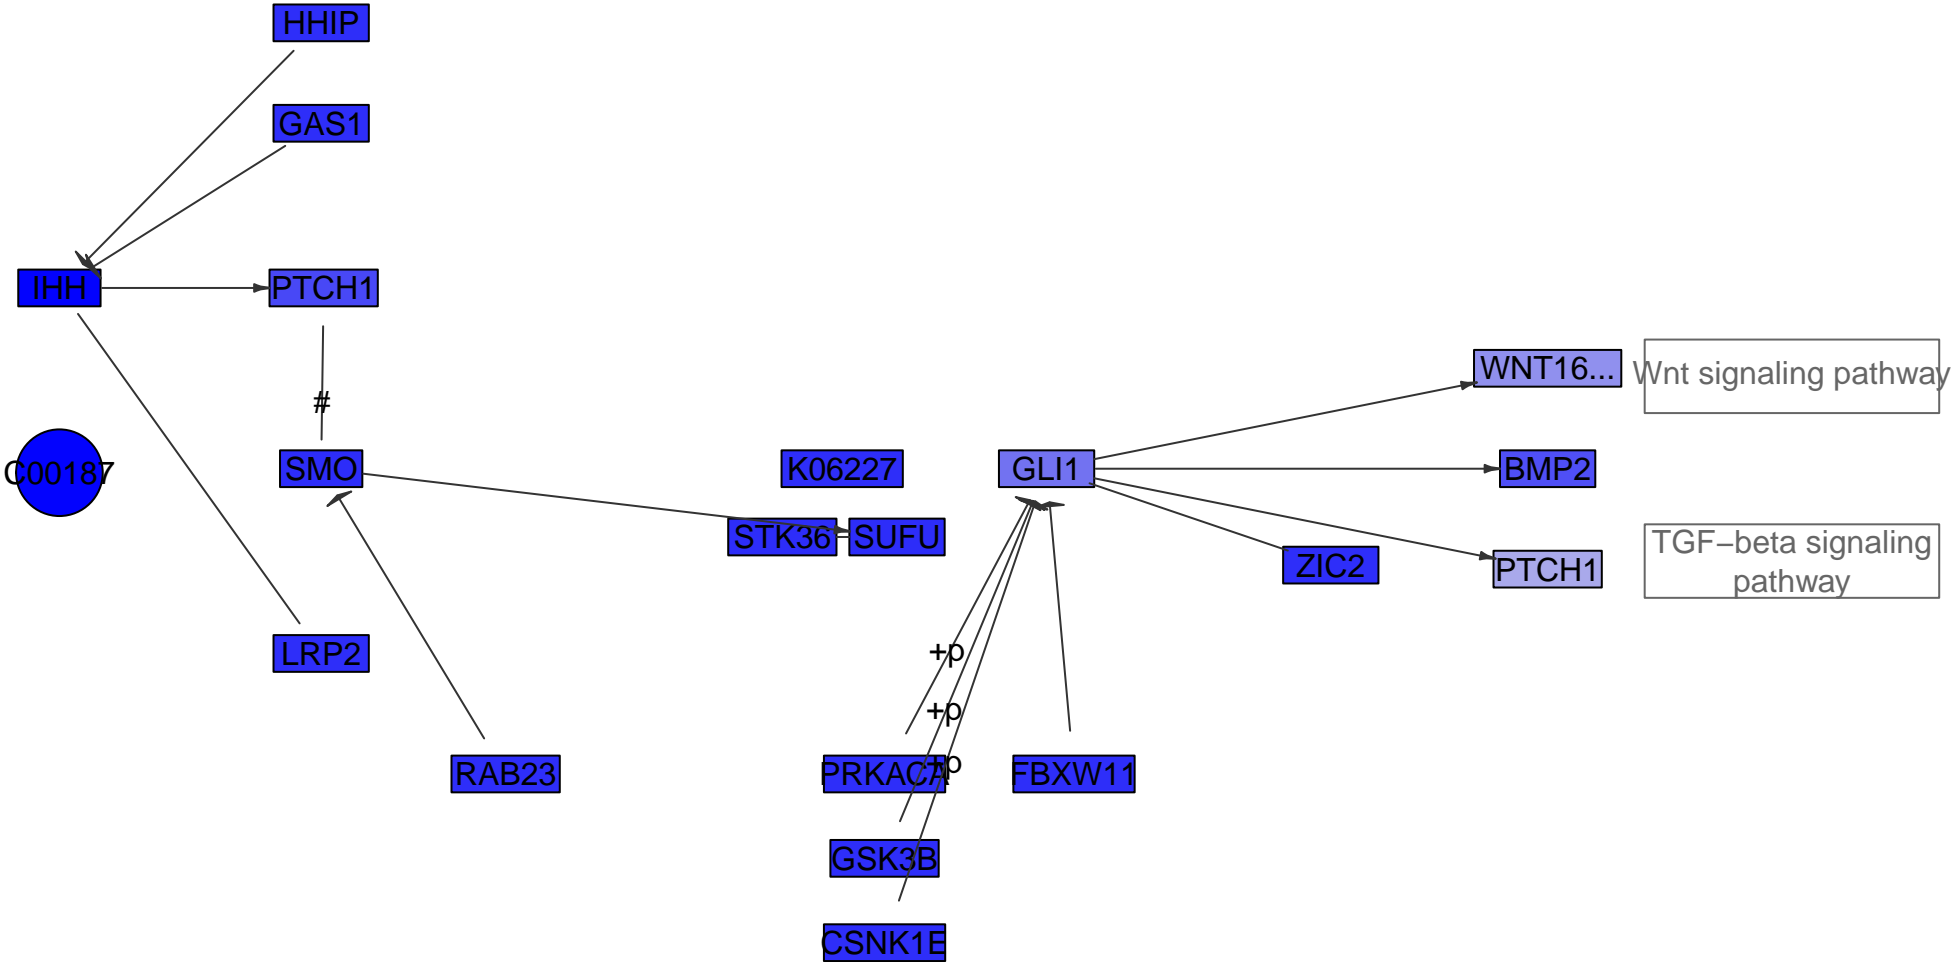 HHIP
GAS1
IHH
PTCH1
WNT16...
Wnt signaling pathway
#
C00187
SMO
K06227
GLI1
BMP2
STK36
SUFU
ZIC2
PTCH1
TGF−beta signaling
pathway
LRP2
+p
+p
+p
RAB23
PRKACA
FBXW11
GSK3B
CSNK1E